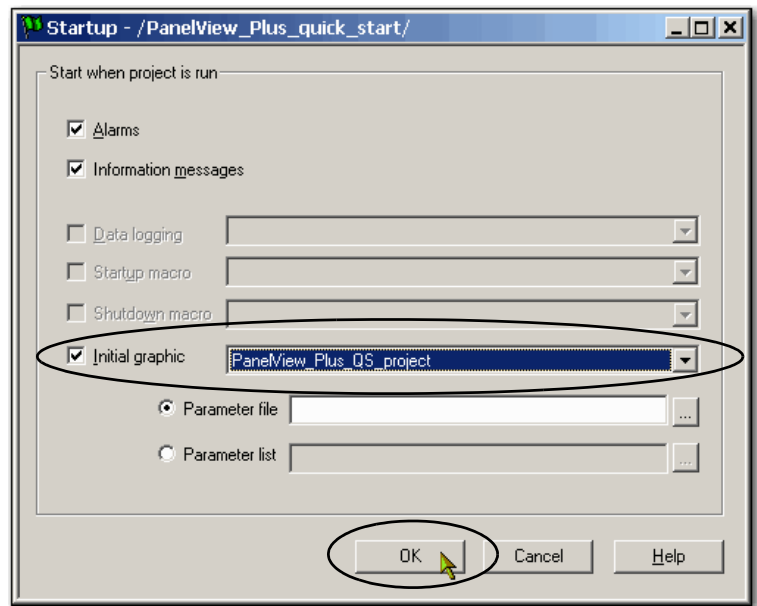 Startup - /PanelView_Plus_quick_start/
Start when project is run
Alarms
Information messages
Data logging
Startup macro
Shutdown macro
Initial graphic PanelView_Plus_QS_project
Parameter file ...
Parameter list ...
OK Cancel Help